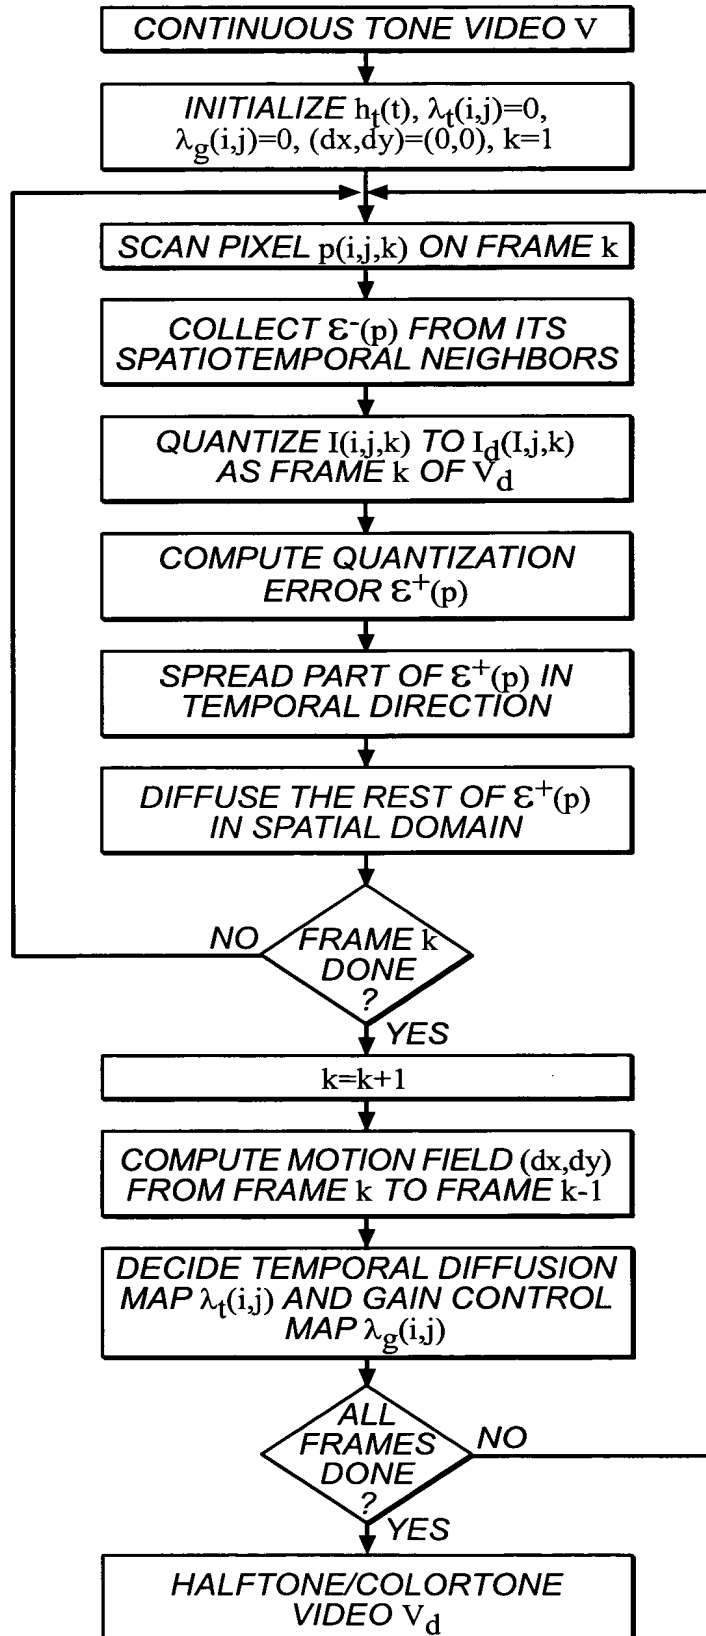 CONTINUOUS TONE VIDEO V
INITIALIZE h_t(t), λ_t(i,j)=0,
λ_g(i,j)=0, (dx,dy)=(0,0), k=1
SCAN PIXEL p(i,j,k) ON FRAME k
COLLECT ε⁻(p) FROM ITS
SPATIOTEMPORAL NEIGHBORS
QUANTIZE I(i,j,k) TO I_d(I,j,k)
AS FRAME k OF V_d
COMPUTE QUANTIZATION
ERROR ε⁺(p)
SPREAD PART OF ε⁺(p) IN
TEMPORAL DIRECTION
DIFFUSE THE REST OF ε⁺(p)
IN SPATIAL DOMAIN
NO
FRAME k
DONE
?
YES
k=k+1
COMPUTE MOTION FIELD (dx,dy)
FROM FRAME k TO FRAME k-1
DECIDE TEMPORAL DIFFUSION
MAP λ_t(i,j) AND GAIN CONTROL
MAP λ_g(i,j)
ALL
FRAMES
DONE
?
NO
YES
HALFTONE/COLORTONE
VIDEO V_d